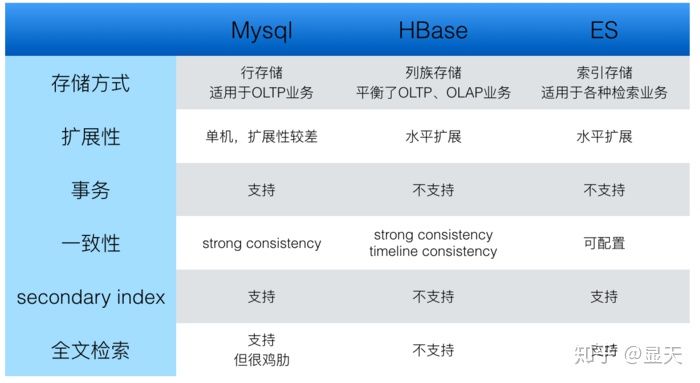 Mysql HBase ES
存储方式 行存储 列族存储 索引存储
适用于OLTP业务 平衡了OLTP、OLAP业务 适用于各种检索业务
扩展性 单机，扩展性较差 水平扩展 水平扩展
事务 支持 不支持 不支持
一致性 strong consistency strong consistency 可配置
timeline consistency
secondary index 支持 不支持 支持
全文检索 支持 不支持 支持
但很鸡肋
知乎 @显天